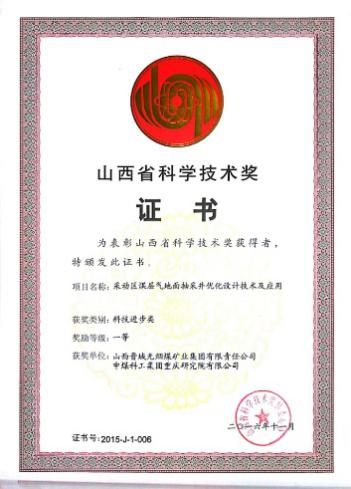 山西省科学技术奖
证书
为表彰山西省科学技术奖获得者，
特颁发此证书。
项目名称：采动区煤层气地面抽采井优化设计技术及应用
获奖类别：科技进步类
奖励等级：一等
获奖单位：山西晋城无烟煤矿业集团有限责任公司
中煤科工集团重庆研究院有限公司
二〇一六年十一月
证书号：2015-J-1-006